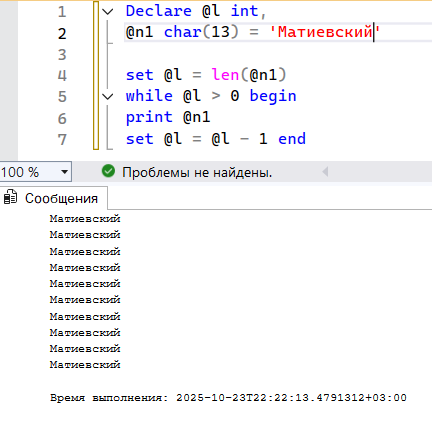 1 Declare @l int,
2 @n1 char(13) = 'Матиевский'
3
4 set @l = len(@n1)
5 while @l > 0 begin
6 print @n1
7 set @l = @l - 1 end
100 % Проблемы не найдены.
Сообщения
Матиевский
Матиевский
Матиевский
Матиевский
Матиевский
Матиевский
Матиевский
Матиевский
Матиевский
Матиевский
Время выполнения: 2025-10-23T22:22:13.4791312+03:00